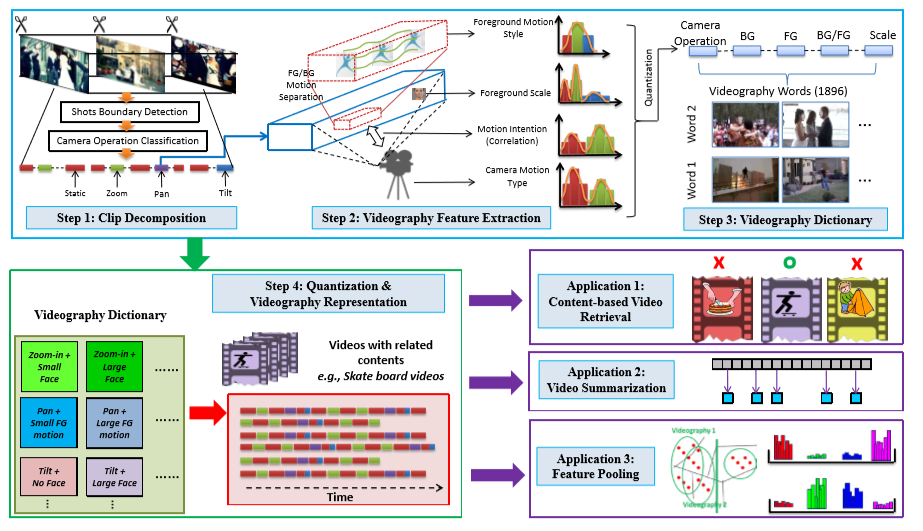 Shots Boundary Detection
Camera Operation Classification
Static
Zoom
Pan
Tilt
Step 1: Clip Decomposition
FG/BG
Motion
Separation
Foreground Motion
Style
Foreground Scale
Motion Intention
(Correlation)
Camera Motion
Type
Quantization
Step 2: Videography Feature Extraction
Camera
Operation
BG
FG
BG/FG
Scale
Videography Words (1896)
Word 2
...
Word 1
...
Step 3: Videography Dictionary
Step 4: Quantization &
Videography Representation
Videography Dictionary
Zoom-in +
Small
Face
Zoom-in +
Large
Face
......
Pan +
Small FG
motion
Pan +
Large FG
motion
......
Tilt +
No Face
Tilt +
Large Face
......
Videos with related
contents
e.g., Skate board videos
Time
Application 1:
Content-based Video
Retrieval
X
O
X
Application 2:
Video Summarization
Application 3:
Feature Pooling
Videography 1
Videography 2